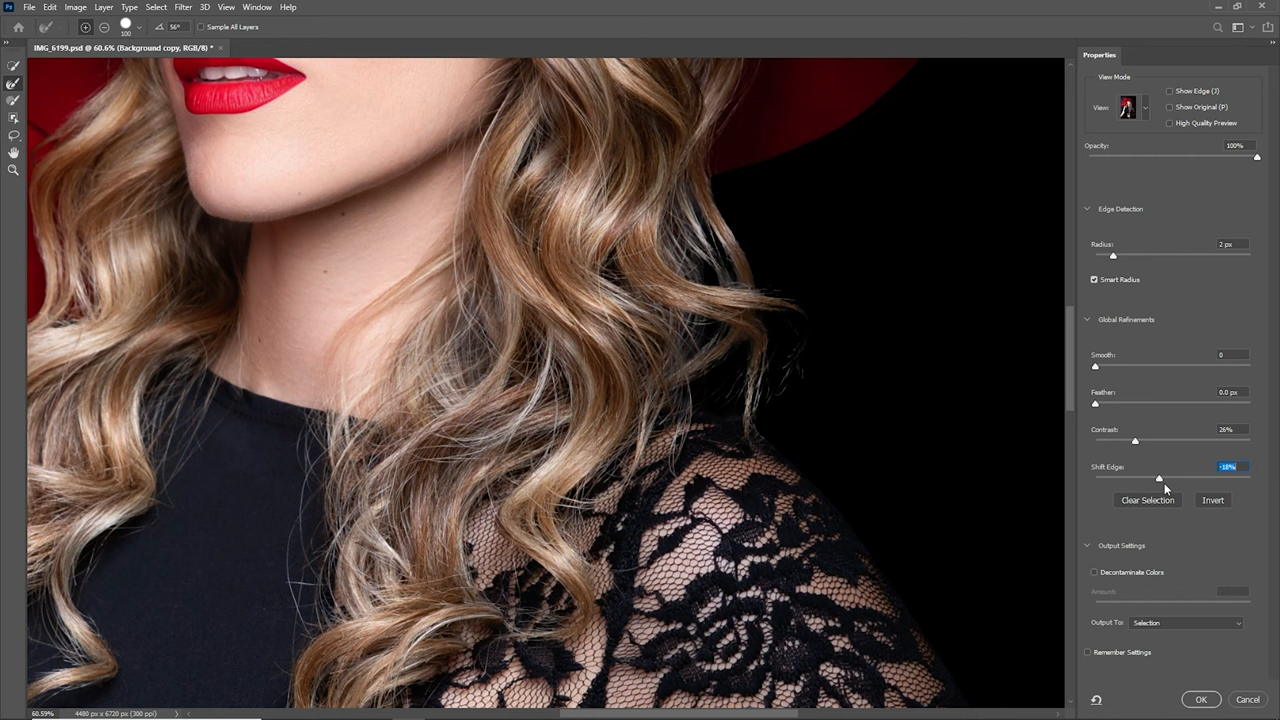 Ps File Edit Image Layer Type Select Filter 3D View Window Help
100 56° Sample All Layers
IMG_6199.psd @ 60.6% (Background copy, RGB/8) * ×
Properties
View Mode
View:
Show Edge (J)
Show Original (P)
High Quality Preview
Opacity: 100%
Edge Detection
Radius: 2 px
Smart Radius
Global Refinements
Smooth: 0
Feather: 0.0 px
Contrast: 26%
Shift Edge: -18%
Clear Selection Invert
Output Settings
Decontaminate Colors
Amount:
Output To: Selection
Remember Settings
OK Cancel
60.59% 4480 px x 6720 px (300 ppi)